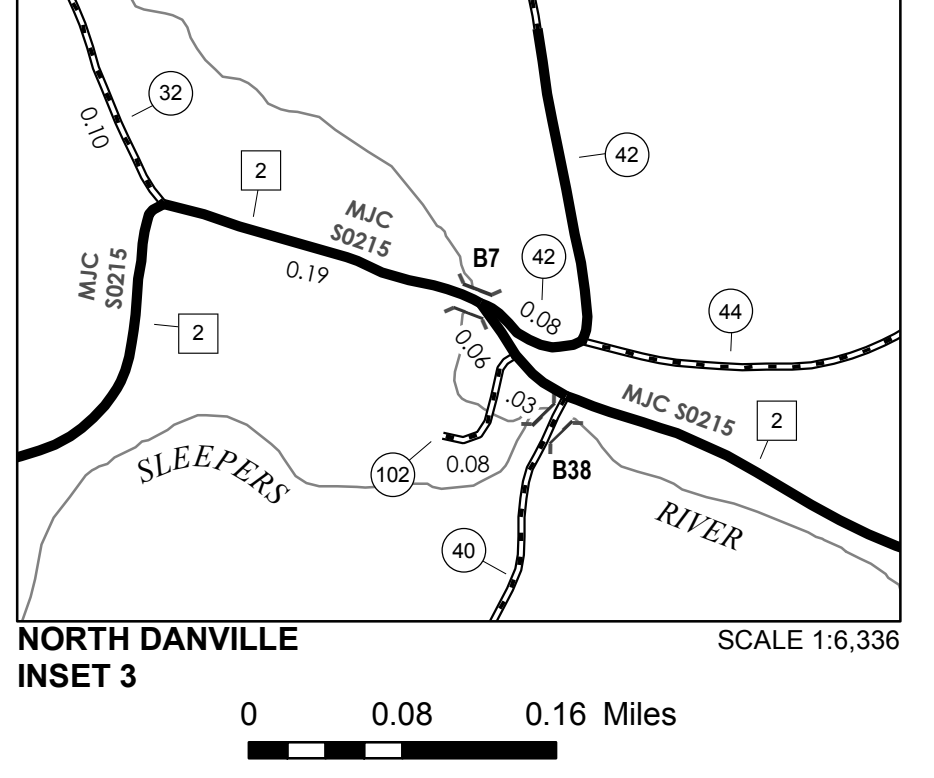 32
0.10
42
2
MJC
S0215
MJC
S0215
B7
42
0.19
0.08
44
2
0.06
.03
MJC S0215
2
SLEEPERS
102
0.08
B38
RIVER
40
NORTH DANVILLE
SCALE 1:6,336
INSET 3
0 0.08 0.16 Miles